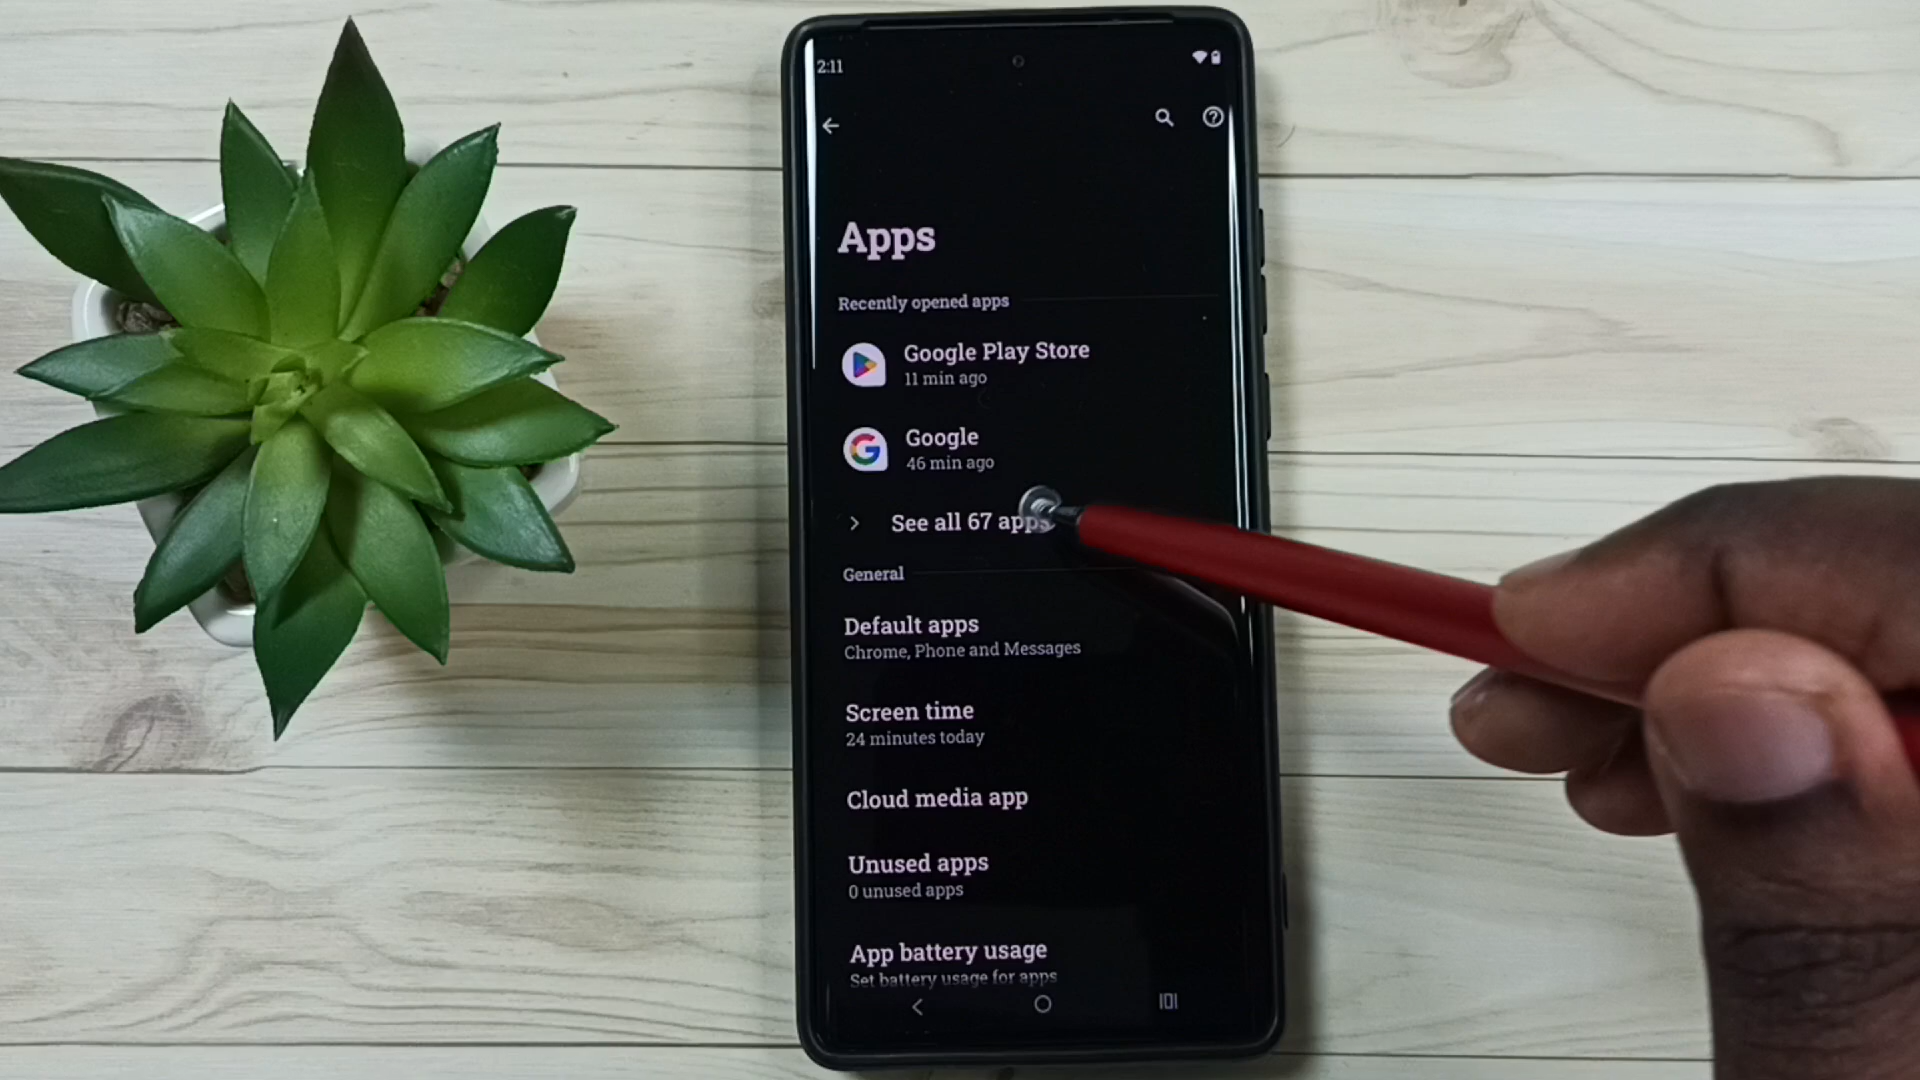 2:11
Apps
Recently opened apps
Google Play Store
11 min ago
Google
46 min ago
See all 67 apps
General
Default apps
Chrome, Phone and Messages
Screen time
24 minutes today
Cloud media app
Unused apps
0 unused apps
App battery usage
Set battery usage for apps